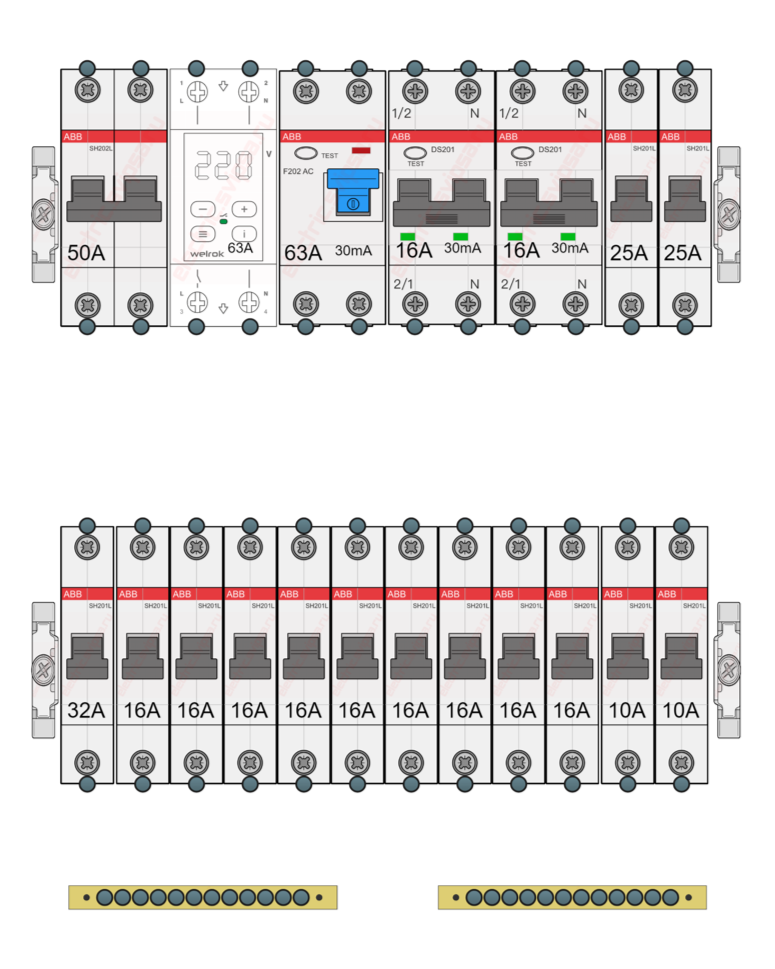 1 2
L N
1/2 N
1/2 N
ABB
SH202L
220 V
− +
≡ i
welrok
63A
L N
3 4
50A
ABB
TEST
F202 AC
63A 30mA
ABB
DS201
TEST
16A 30mA
2/1 N
ABB
DS201
TEST
16A 30mA
2/1 N
ABB
SH201L
25A
ABB
SH201L
25A
ABB ABB ABB ABB ABB ABB ABB ABB ABB ABB ABB ABB
SH201L SH201L SH201L SH201L SH201L SH201L SH201L SH201L SH201L SH201L SH201L SH201L
32A 16A 16A 16A 16A 16A 16A 16A 16A 16A 10A 10A